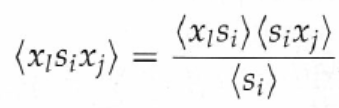 ⟨x_l s_i x_j⟩ = ⟨x_l s_i⟩⟨s_i x_j⟩ / ⟨s_i⟩